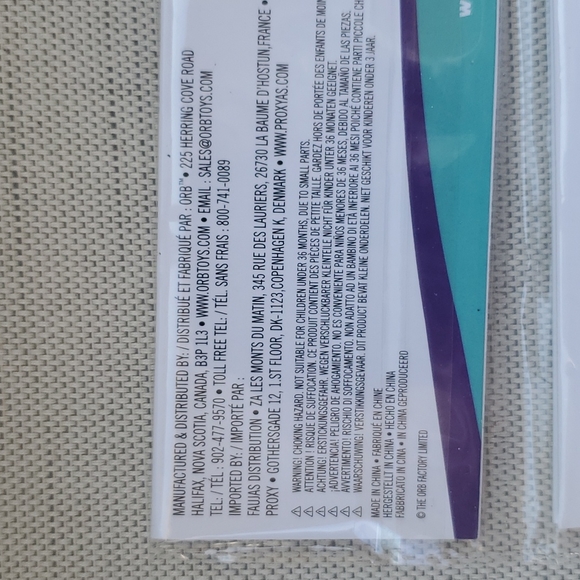 MANUFACTURED & DISTRIBUTED BY: / DISTRIBUÉ ET FABRIQUÉ PAR : ORB™ • 225 HERRING COVE ROAD
HALIFAX, NOVA SCOTIA, CANADA, B3P 1L3 • WWW.ORBTOYS.COM • EMAIL : SALES@ORBTOYS.COM
TEL: / TÉL : 902-477-9570 • TOLL FREE TEL: / TÉL. SANS FRAIS : 800-741-0089
IMPORTED BY: / IMPORTÉ PAR :
FAUJAS DISTRIBUTION • ZA LES MONTS DU MATIN, 345 RUE DES LAURIERS, 26730 LA BAUME D'HOSTUN,FRANCE •
PROXY • GOTHERSGADE 12, 1.ST FLOOR, DK-1123,COPENHAGEN K, DENMARK • WWW.PROXYAS.COM
⚠ WARNING! CHOKING HAZARD. NOT SUITABLE FOR CHILDREN UNDER 36 MONTHS, DUE TO SMALL PARTS.
⚠ ATTENTION ! RISQUE DE SUFFOCATION. CE PRODUIT CONTIENT DES PIÈCES DE PETITE TAILLE. GARDEZ HORS DE PORTÉE DES ENFANTS DE
⚠ ACHTUNG! ERSTICKUNGSGEFAHR. WEGEN VERSCHLUCKBARER KLEINTEILE NICHT FÜR KINDER UNTER 36 MONATEN GEEIGNET.
⚠ ¡ADVERTENCIA! PELIGRO DE AHOGAMIENTO. NO ES CONVENIENTE PARA NIÑOS MENORES DE 36 MESES, DEBIDO AL TAMAÑO DE LAS PIEZAS.
⚠ AVVERTIMENTO! RISCHIO DI SOFFOCAMENTO. NON ADATTO AD UN BAMBINO DI ETÀ INFERIORE AI 36 MESI POICHÉ CONTIENE PARTI PICCOLE
⚠ WAARSCHUWING! VERSTIKKINGSGEVAAR. DIT PRODUCT BEVAT KLEINE ONDERDELEN. NIET GESCHIKT VOOR KINDEREN ONDER 3 JAAR.
MADE IN CHINA • FABRIQUÉ EN CHINE
HERGESTELLT IN CHINA • HECHO EN CHINA
FABBRICATO IN CINA • IN CHINA GEPRODUCEERD
© THE ORB FACTORY LIMITED